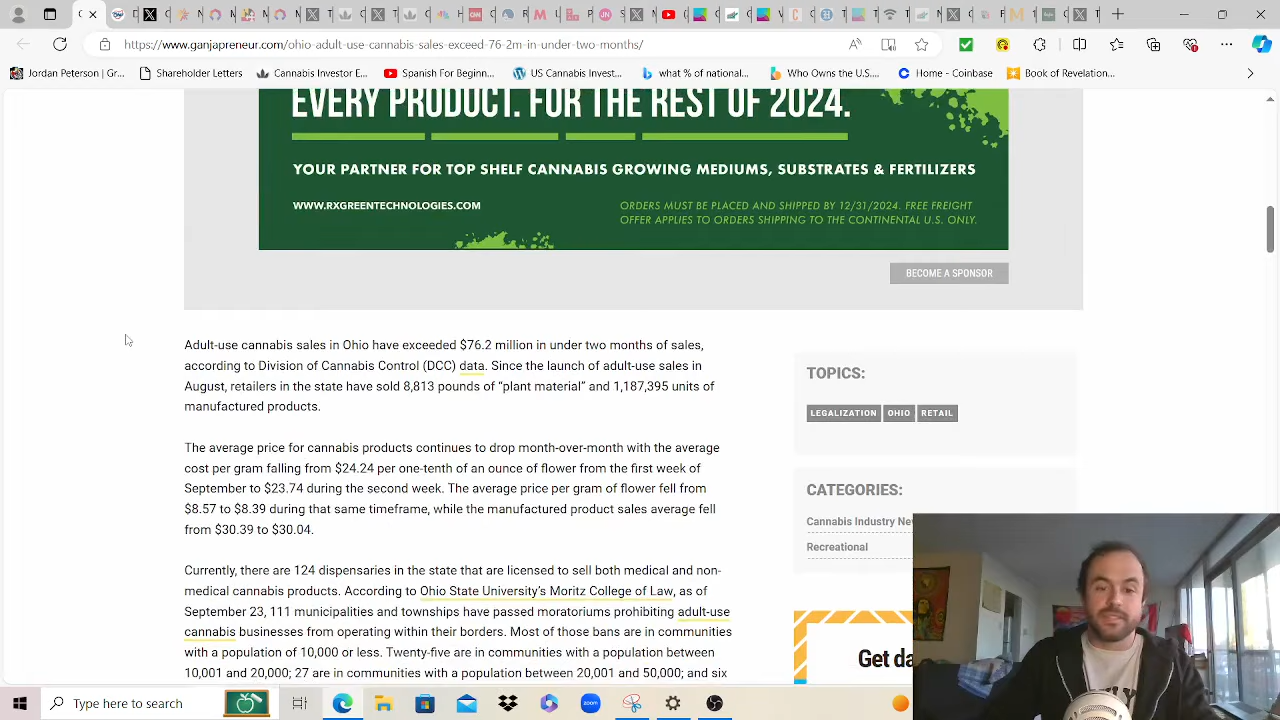 https://www.ganjapreneur.com/ohio-adult-use-cannabis-sales-exceed-76-2m-in-under-two-months/
Jordan Peterson | Gr...
Shareholder Letters
Cannabis Investor E...
Spanish For Beginn...
US Cannabis Invest...
what % of national...
Who Owns the Most...
Home - Coinbase
Book of Revelation...
EVERY PRODUCT. FOR THE REST OF 2024.
YOUR PARTNER FOR TOP SHELF CANNABIS GROWING MEDIUMS, SUBSTRATES & FERTILIZERS
WWW.RXGREENTECHNOLOGIES.COM
ORDERS MUST BE PLACED AND SHIPPED BY 12/31/2024. FREE FREIGHT
OFFER APPLIES TO ORDERS SHIPPING TO THE CONTINENTAL U.S. ONLY.
BECOME A SPONSOR
Adult-use cannabis sales in Ohio have exceeded $76.2 million in under two months of sales,
according to Division of Cannabis Control (DCC) data. Since the launch of adult-use sales in
August, retailers in the state have sold 8,813 pounds of “plant material” and 1,187,395 units of
manufactured products.
The average price for cannabis products continues to drop month-over-month with the average
cost per gram falling from $24.24 per one-tenth of an ounce of flower from the first week of
September to $23.74 during the second week. The average price per gram of flower fell from
$8.57 to $8.39 during that same timeframe, while the manufactured product sales average fell
from $30.39 to $30.04.
Currently, there are 124 dispensaries in the state that are licensed to sell both medical and non-
medical cannabis products. According to Ohio State University's Moritz College of Law, as of
September 23, 111 municipalities and townships have passed moratoriums prohibiting adult-use
cannabis businesses from operating within their borders. Most of those bans are in communities
with a population of 10,000 or less. Twenty-five are in communities with a population between
10,001 and 20,000; 27 are in communities with a population between 20,001 and 50,000; and six
TOPICS:
LEGALIZATION OHIO RETAIL
CATEGORIES:
Cannabis Industry Ne
Recreational
Get da
Type here to search
zoom